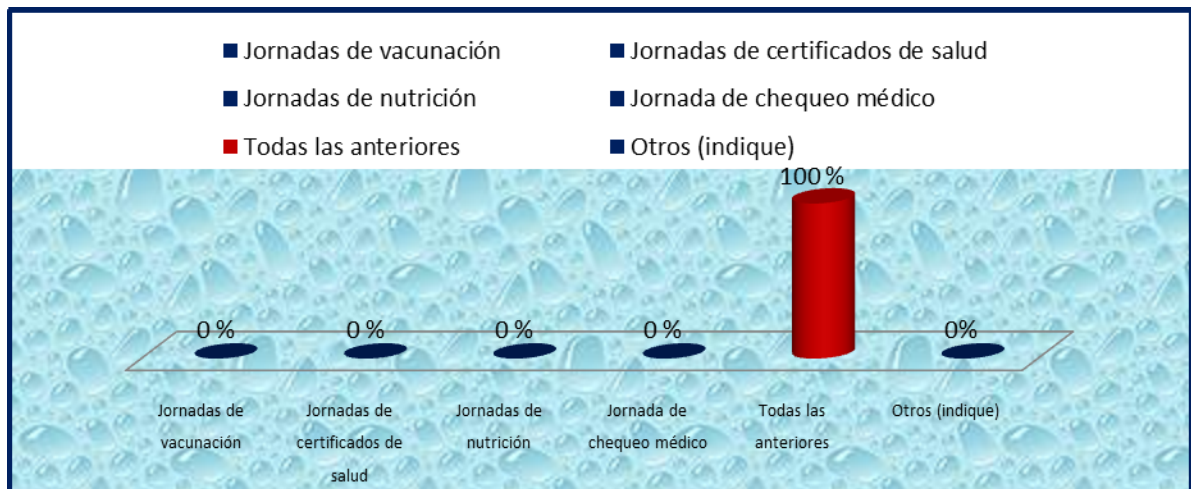 Jornadas de vacunación
Jornadas de certificados de salud
Jornadas de nutrición
Jornada de chequeo médico
Todas las anteriores
Otros (indique)
100 %
0 %
0 %
0 %
0 %
0%
Jornadas de
vacunación
Jornadas de
certificados de
salud
Jornadas de
nutrición
Jornada de
chequeo médico
Todas las
anteriores
Otros (indique)